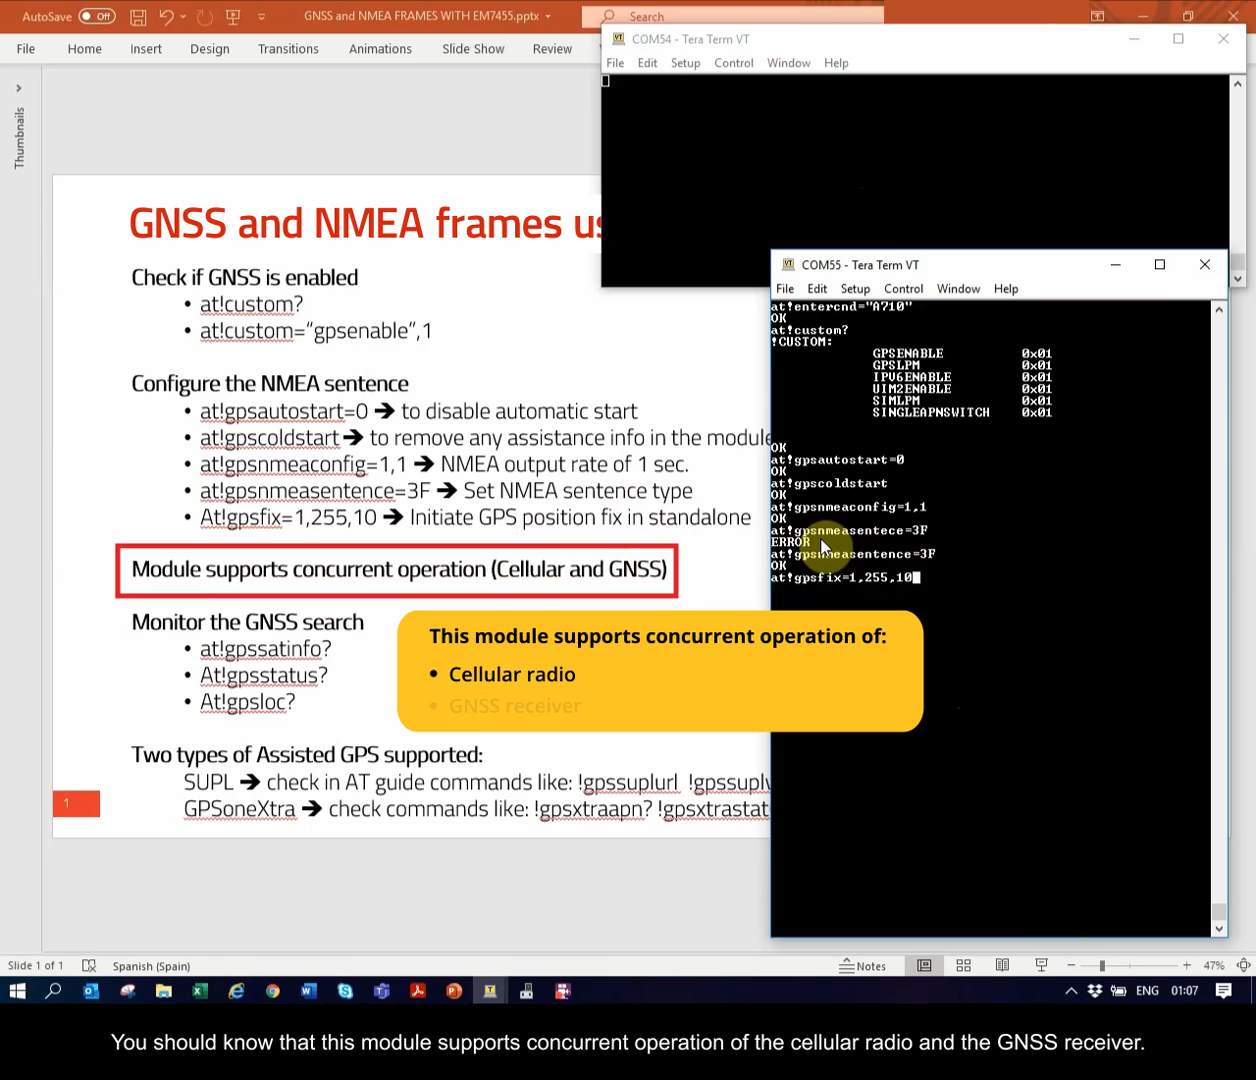 AutoSave Off GNSS and NMEA FRAMES WITH EM7455.pptx Search
File Home Insert Design Transitions Animations Slide Show Review
COM54 - Tera Term VT
File Edit Setup Control Window Help
Thumbnails
GNSS and NMEA frames us
Check if GNSS is enabled
• at!custom?
• at!custom="gpsenable",1
Configure the NMEA sentence
• at!gpsautostart=0 ➔ to disable automatic start
• at!gpscoldstart ➔ to remove any assistance info in the module
• at!gpsnmeaconfig=1,1 ➔ NMEA output rate of 1 sec.
• at!gpsnmeasentence=3F ➔ Set NMEA sentence type
• At!gpsfix=1,255,10 ➔ Initiate GPS position fix in standalone
Module supports concurrent operation (Cellular and GNSS)
Monitor the GNSS search
• at!gpssatinfo?
• At!gpsstatus?
• At!gpsloc?
Two types of Assisted GPS supported:
SUPL ➔ check in AT guide commands like: !gpssuplurl !gpssuplv
GPSoneXtra ➔ check commands like: !gpsxtraapn? !gpsxtrastat
1
COM55 - Tera Term VT
File Edit Setup Control Window Help
at!entercnd="A710"
OK
at!custom?
!CUSTOM:
GPSENABLE 0x01
GPSLPM 0x01
IPV6ENABLE 0x01
UIM2ENABLE 0x01
SIMLPM 0x01
SINGLEAPNSWITCH 0x01
OK
at!gpsautostart=0
OK
at!gpscoldstart
OK
at!gpsnmeaconfig=1,1
OK
at!gpsnmeasentece=3F
ERROR
at!gpsnmeasentence=3F
OK
at!gpsfix=1,255,10
This module supports concurrent operation of:
• Cellular radio
• GNSS receiver
Slide 1 of 1 Spanish (Spain) Notes 47%
ENG 01:07
You should know that this module supports concurrent operation of the cellular radio and the GNSS receiver.